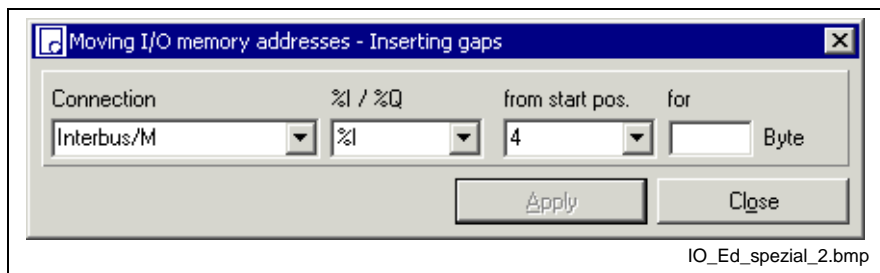 Moving I/O memory addresses - Inserting gaps
Connection %I / %Q from start pos. for
Interbus/M %I 4 Byte
Apply Close
IO_Ed_spezial_2.bmp